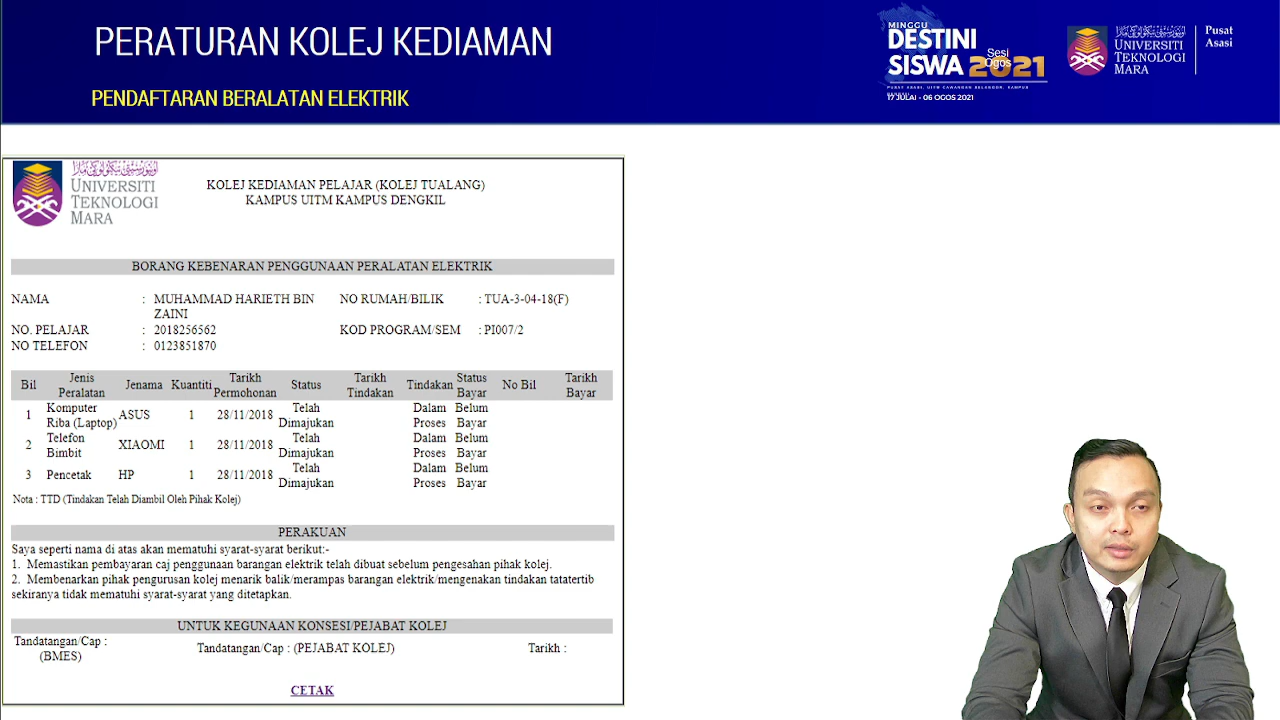 PERATURAN KOLEJ KEDIAMAN
PENDAFTARAN BERALATAN ELEKTRIK
MINGGU
DESTINI
SISWA
Sesi
Ogos
2021
PUSAT ASASI, UITM CAWANGAN SELANGOR, KAMPUS
17 JULAI - 06 OGOS 2021
UNIVERSITI
TEKNOLOGI
MARA
Pusat
Asasi
UNIVERSITI
TEKNOLOGI
MARA
KOLEJ KEDIAMAN PELAJAR (KOLEJ TUALANG)
KAMPUS UITM KAMPUS DENGKIL
BORANG KEBENARAN PENGGUNAAN PERALATAN ELEKTRIK
NAMA : MUHAMMAD HARIETH BIN ZAINI NO RUMAH/BILIK : TUA-3-04-18(F)
NO. PELAJAR : 2018256562 KOD PROGRAM/SEM : PI007/2
NO TELEFON : 0123851870
Bil Jenis Peralatan Jenama Kuantiti Tarikh Permohonan Status Tarikh Tindakan Tindakan Status Bayar No Bil Tarikh Bayar
1 Komputer Riba (Laptop) ASUS 1 28/11/2018 Telah Dimajukan Dalam Proses Belum Bayar
2 Telefon Bimbit XIAOMI 1 28/11/2018 Telah Dimajukan Dalam Proses Belum Bayar
3 Pencetak HP 1 28/11/2018 Telah Dimajukan Dalam Proses Belum Bayar
Nota : TTD (Tindakan Telah Diambil Oleh Pihak Kolej)
PERAKUAN
Saya seperti nama di atas akan mematuhi syarat-syarat berikut:-
1. Memastikan pembayaran caj penggunaan barangan elektrik telah dibuat sebelum pengesahan pihak kolej.
2. Membenarkan pihak pengurusan kolej menarik balik/merampas barangan elektrik/mengenakan tindakan tatatertib
sekiranya tidak mematuhi syarat-syarat yang ditetapkan.
UNTUK KEGUNAAN KONSESI/PEJABAT KOLEJ
Tandatangan/Cap : (BMES) Tandatangan/Cap : (PEJABAT KOLEJ) Tarikh :
CETAK